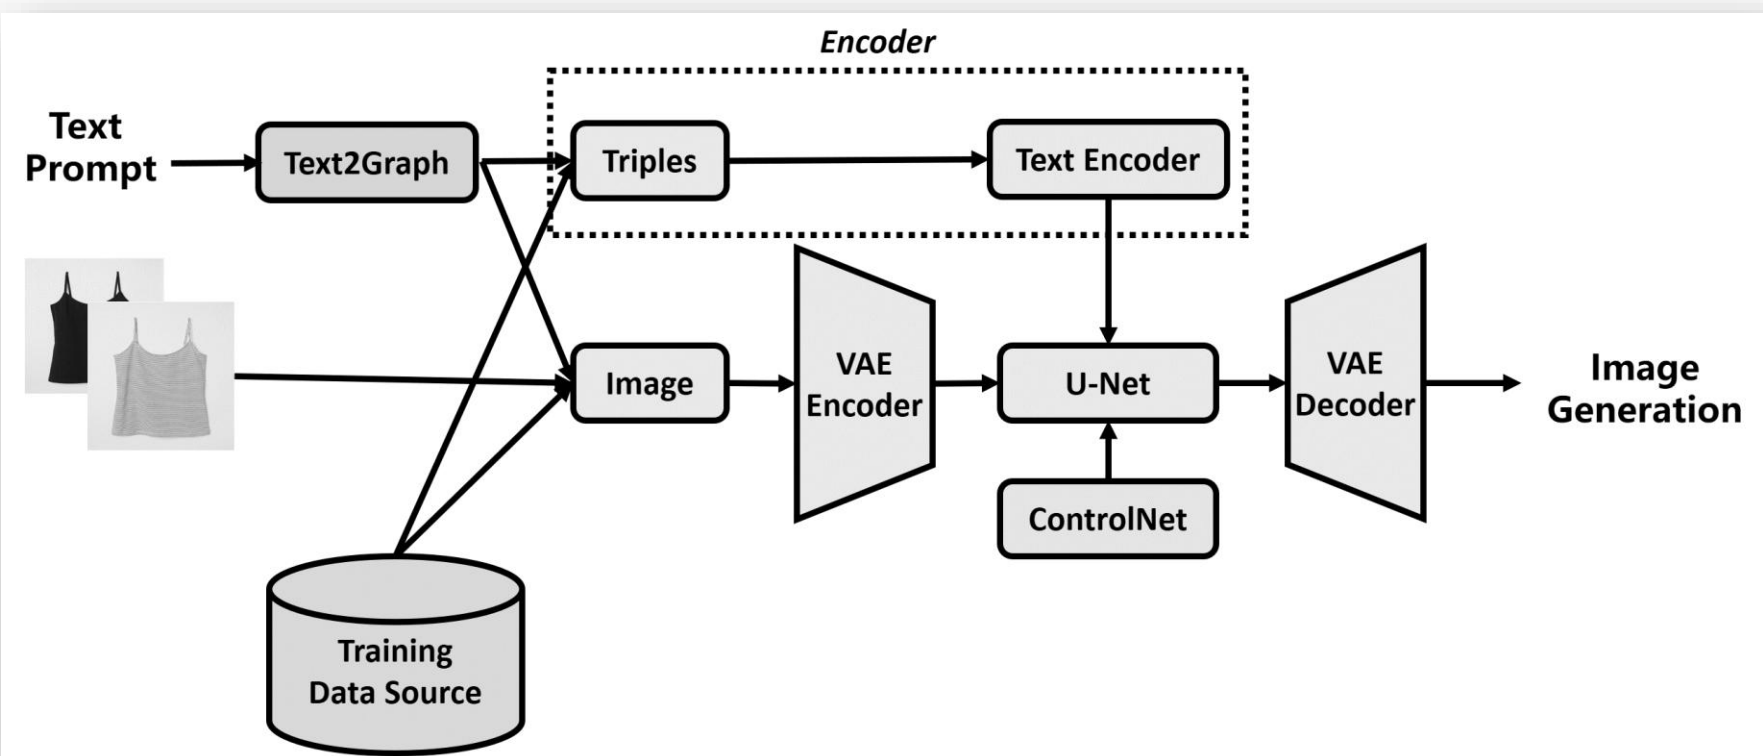 Encoder
Text
Prompt
Text2Graph
Triples
Text Encoder
Image
VAE
Encoder
U-Net
VAE
Decoder
Image
Generation
ControlNet
Training
Data Source